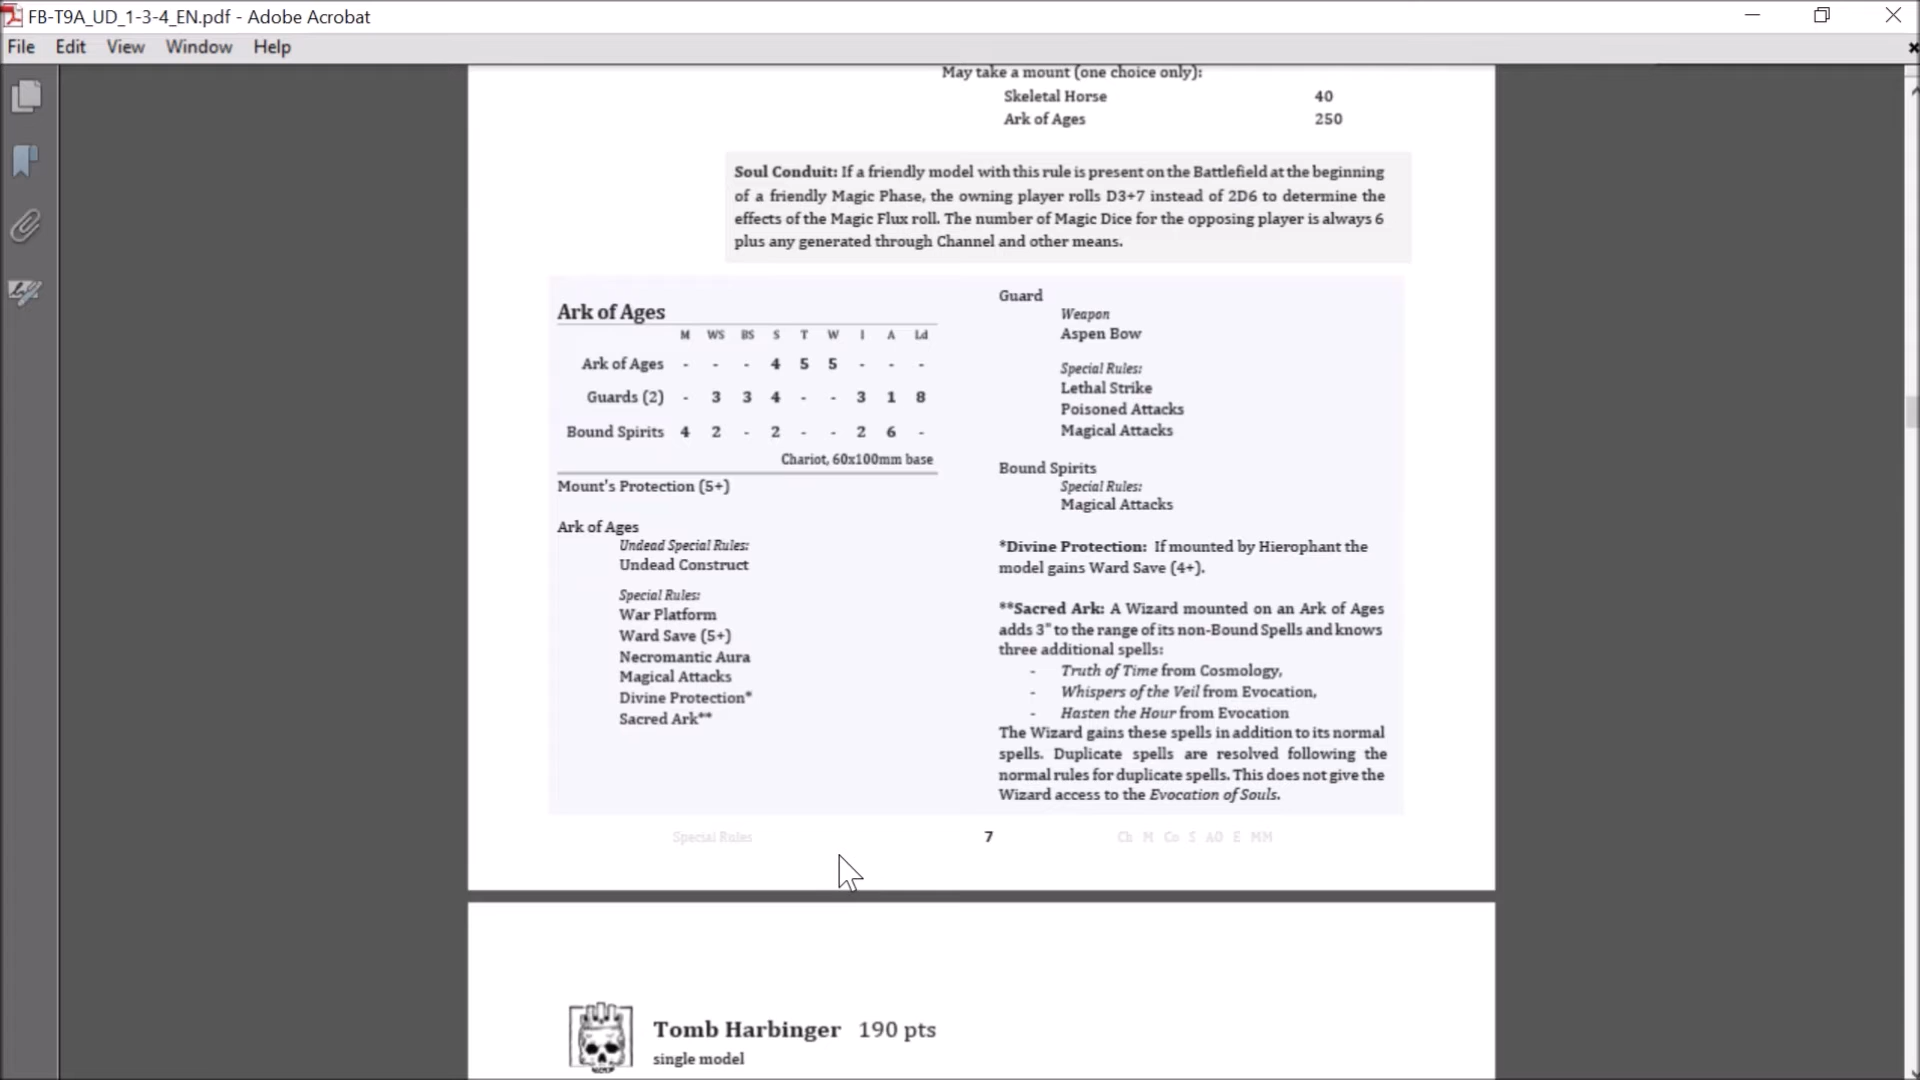 FB-T9A_UD_1-3-4_EN.pdf - Adobe Acrobat
File Edit View Window Help
May take a mount (one choice only):
Skeletal Horse 40
Ark of Ages 250
Soul Conduit: If a friendly model with this rule is present on the Battlefield at the beginning
of a friendly Magic Phase, the owning player rolls D3+7 instead of 2D6 to determine the
effects of the Magic Flux roll. The number of Magic Dice for the opposing player is always 6
plus any generated through Channel and other means.
Ark of Ages
M WS BS S T W I A Ld
Ark of Ages - - - 4 5 5 - - -
Guards (2) - 3 3 4 - - 3 1 8
Bound Spirits 4 2 - 2 - - 2 6 -
Chariot, 60x100mm base
Mount's Protection (5+)
Ark of Ages
Undead Special Rules:
Undead Construct
Special Rules:
War Platform
Ward Save (5+)
Necromantic Aura
Magical Attacks
Divine Protection*
Sacred Ark**
Guard
Weapon
Aspen Bow
Special Rules:
Lethal Strike
Poisoned Attacks
Magical Attacks
Bound Spirits
Special Rules:
Magical Attacks
*Divine Protection: If mounted by Hierophant the
model gains Ward Save (4+).
**Sacred Ark: A Wizard mounted on an Ark of Ages
adds 3" to the range of its non-Bound Spells and knows
three additional spells:
- Truth of Time from Cosmology,
- Whispers of the Veil from Evocation,
- Hasten the Hour from Evocation
The Wizard gains these spells in addition to its normal
spells. Duplicate spells are resolved following the
normal rules for duplicate spells. This does not give the
Wizard access to the Evocation of Souls.
Special Rules 7 Ch M Co S AO E MM
Tomb Harbinger 190 pts
single model